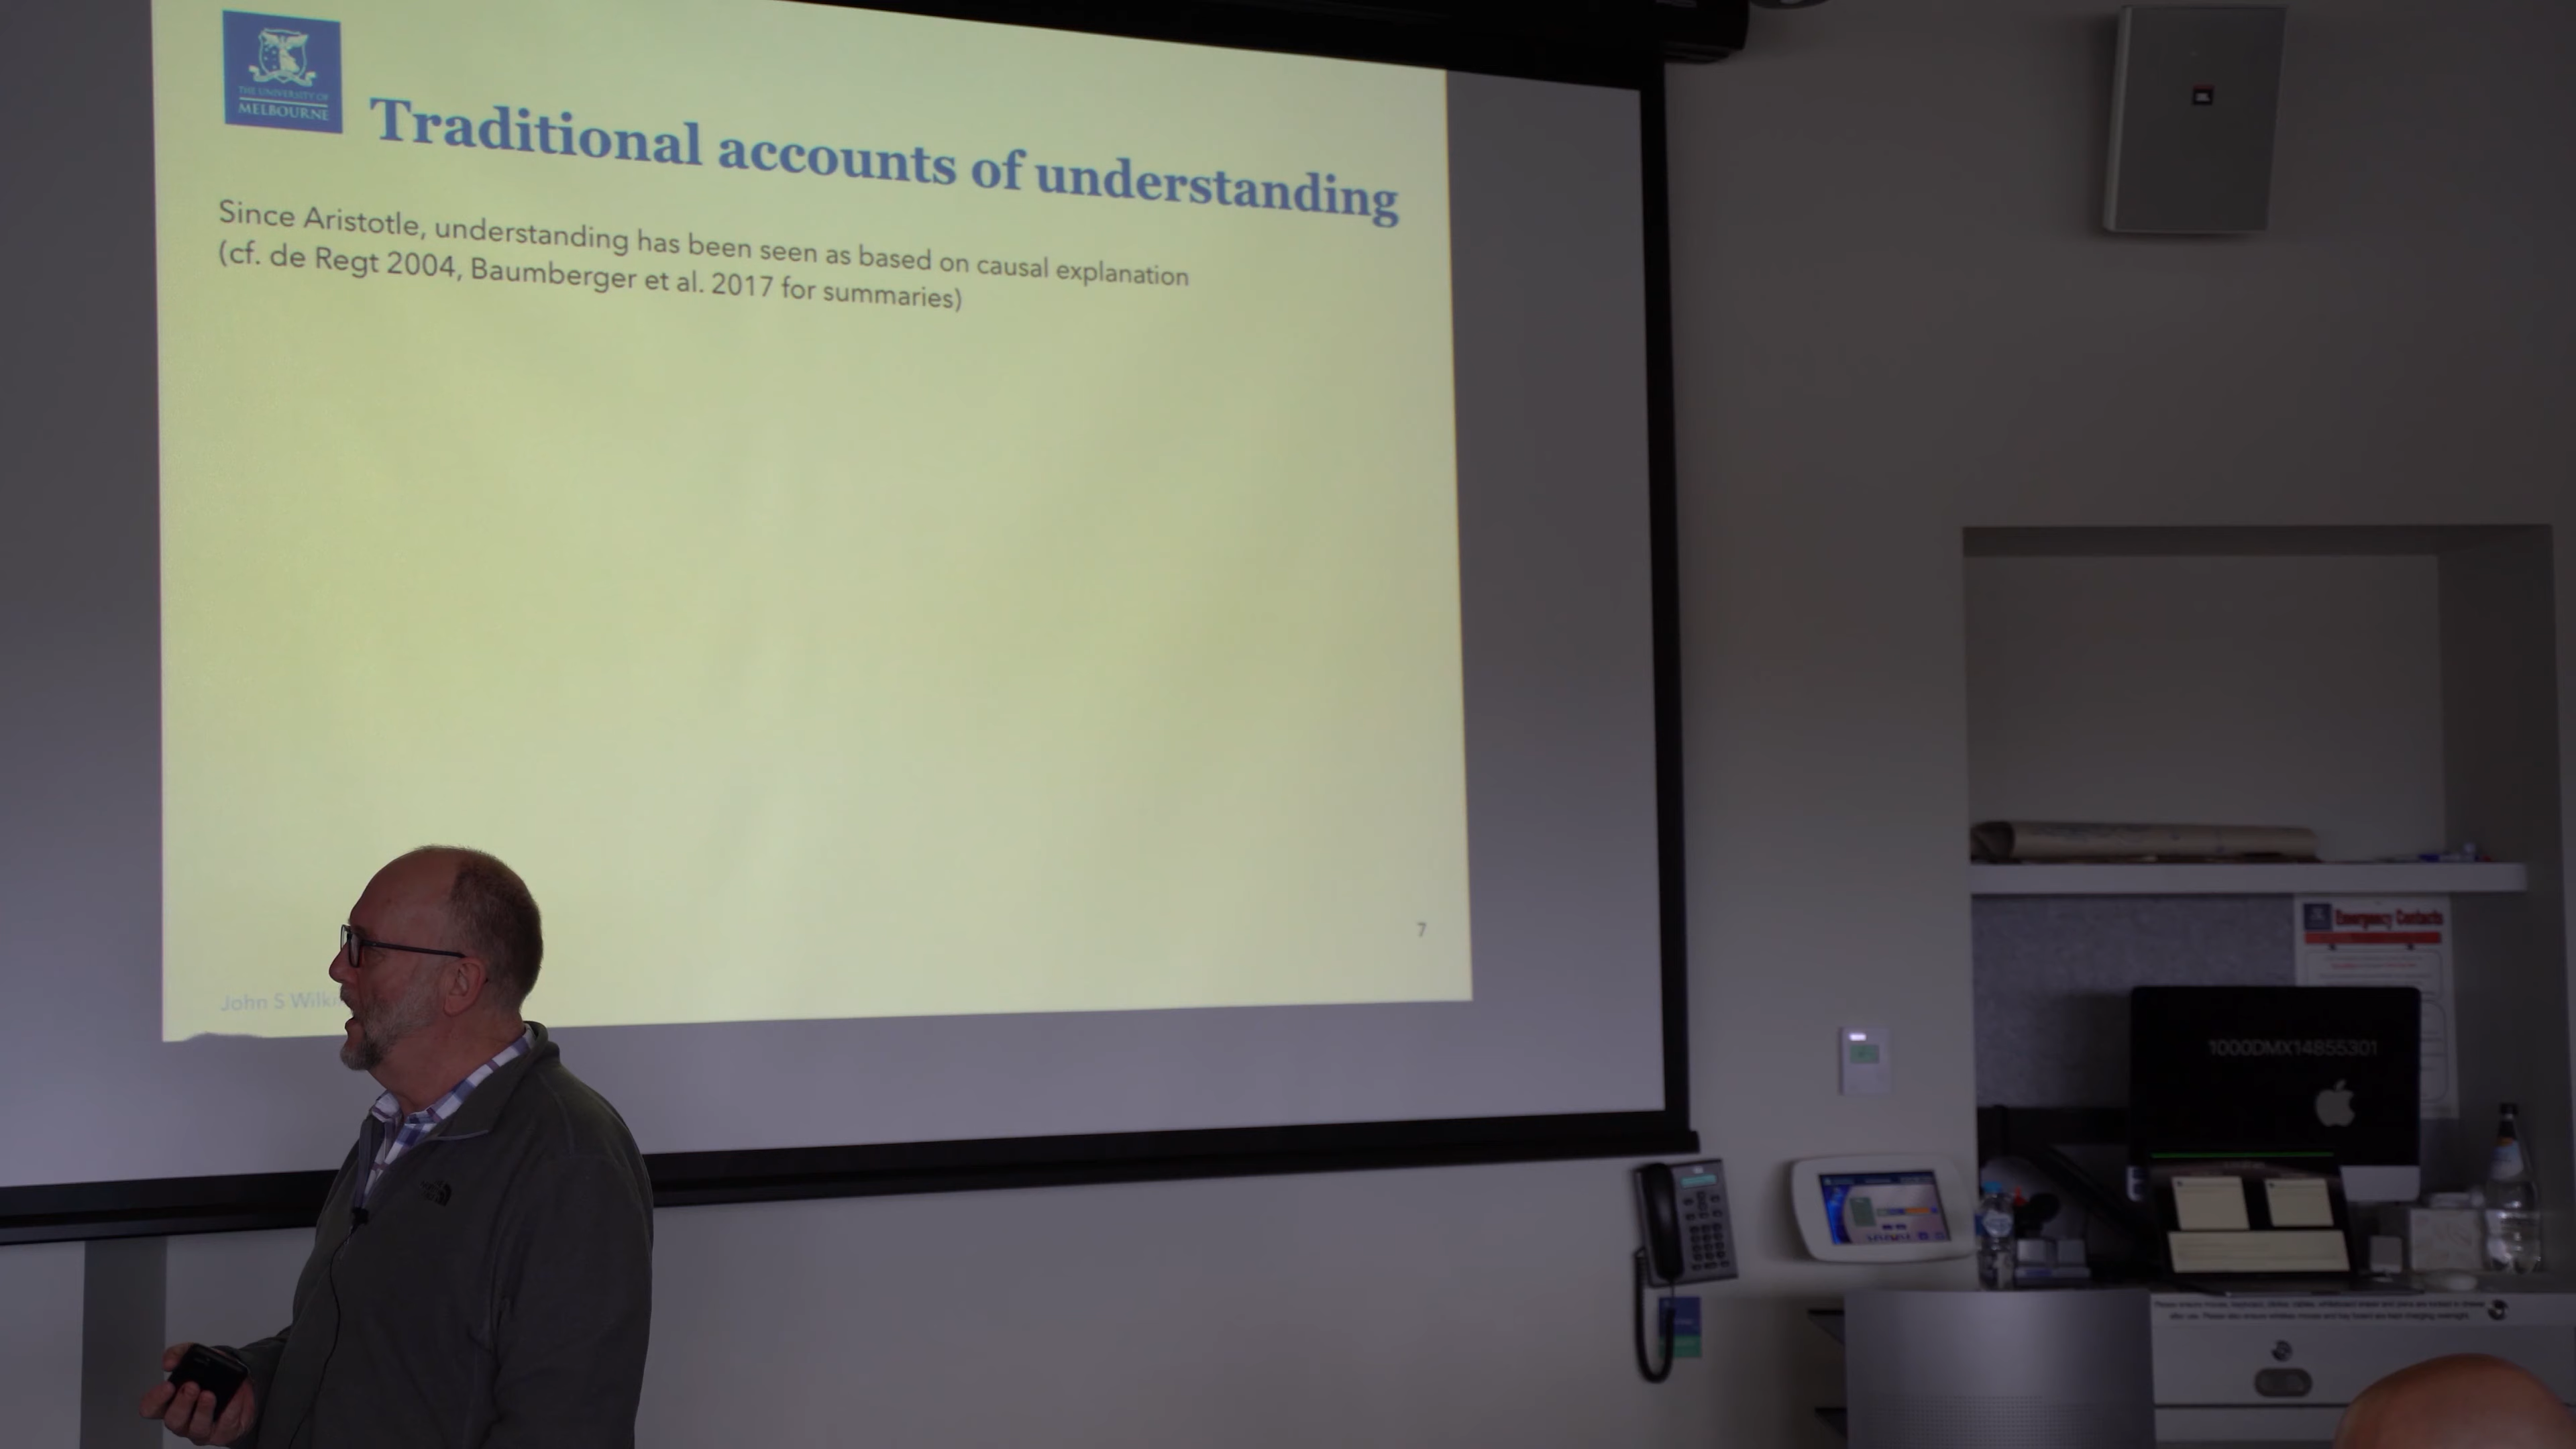 THE UNIVERSITY OF
MELBOURNE
Traditional accounts of understanding
Since Aristotle, understanding has been seen as based on causal explanation
(cf. de Regt 2004, Baumberger et al. 2017 for summaries)
7
John S
Emergency Contacts
1000DMX14855301